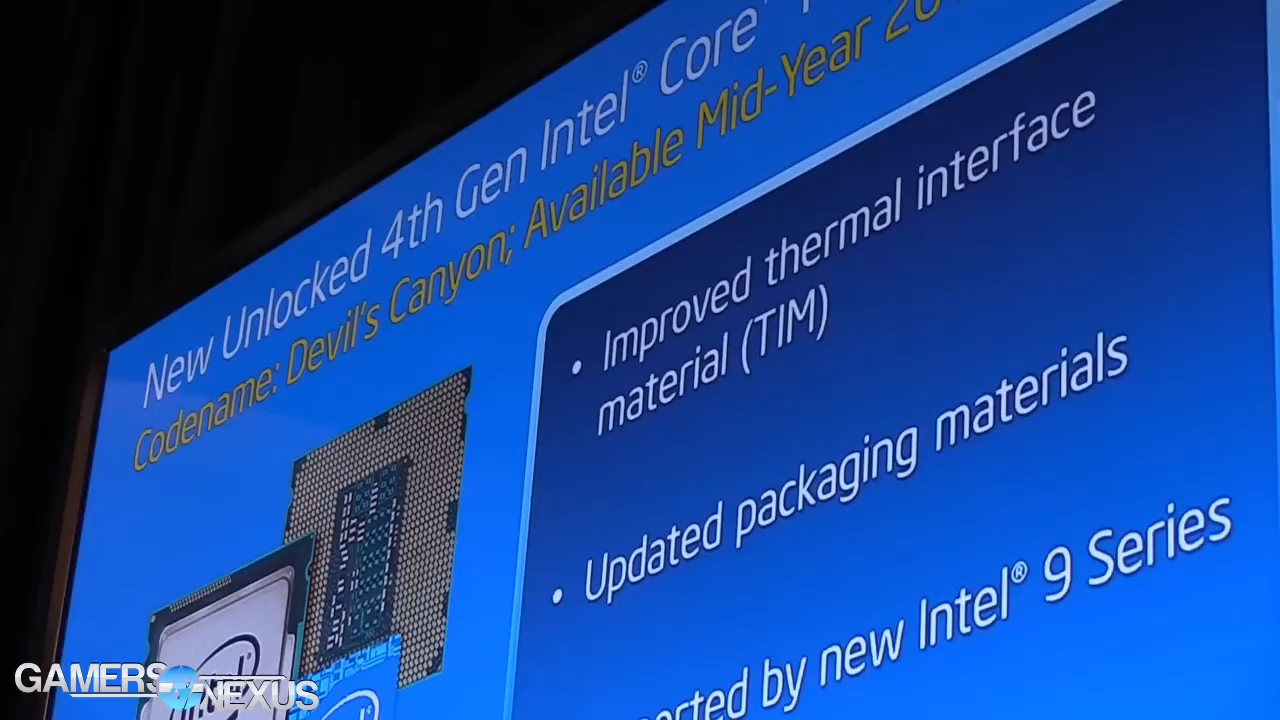 New Unlocked 4th Gen Intel® Core™
Codename: Devil's Canyon; Available Mid-Year
• Improved thermal interface
material (TIM)
• Updated packaging materials
by new Intel® 9 Series
intel
GAMERS
NEXUS